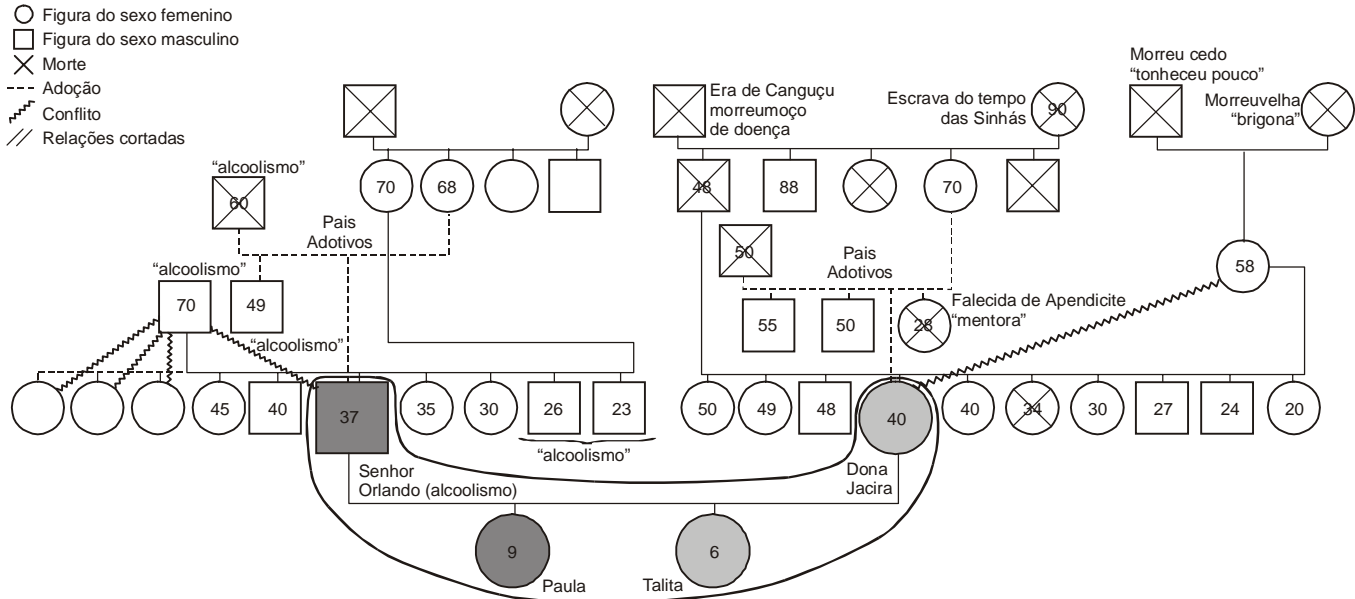 Figura do sexo femenino
Figura do sexo masculino
Morte
Adoção
Conflito
Relações cortadas
Morreu cedo
“tonheceu pouco”
Era de Canguçu
morreumoço
de doença
Escrava do tempo
das Sinhás
90
Morreuvelha
“brigona”
“alcoolismo”
60
70
68
48
88
70
Pais
Adotivos
50
Pais
Adotivos
58
“alcoolismo”
70
49
“alcoolismo”
55
50
28
Falecida de Apendicite
“mentora”
45
40
37
35
30
26
23
50
49
48
40
40
34
30
27
24
20
“alcoolismo”
Senhor
Orlando (alcoolismo)
Dona
Jacira
9
Paula
6
Talita